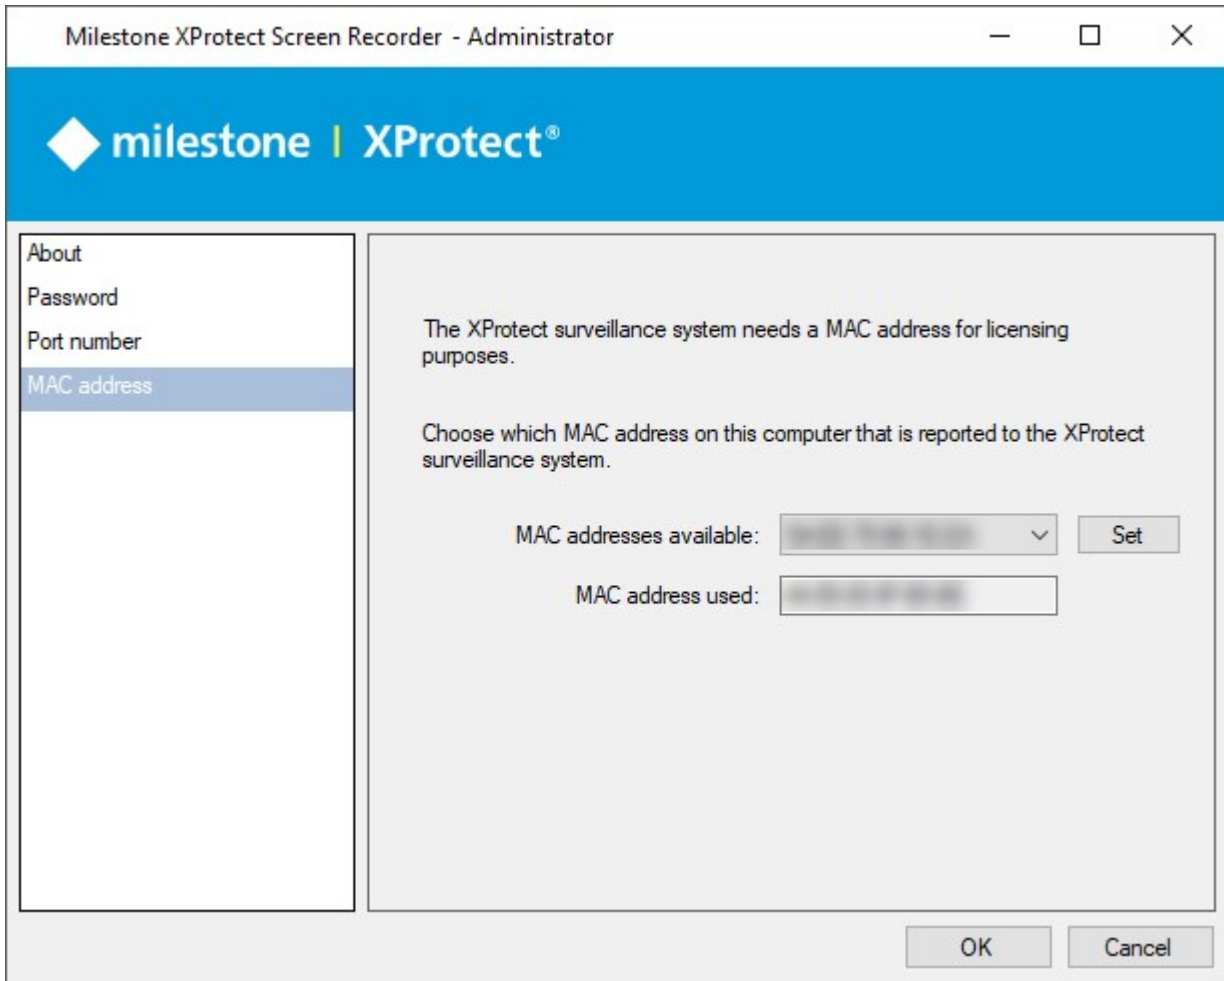 Milestone XProtect Screen Recorder - Administrator
milestone | XProtect®
About
Password
Port number
MAC address
The XProtect surveillance system needs a MAC address for licensing
purposes.
Choose which MAC address on this computer that is reported to the XProtect
surveillance system.
MAC addresses available:
Set
MAC address used:
OK
Cancel